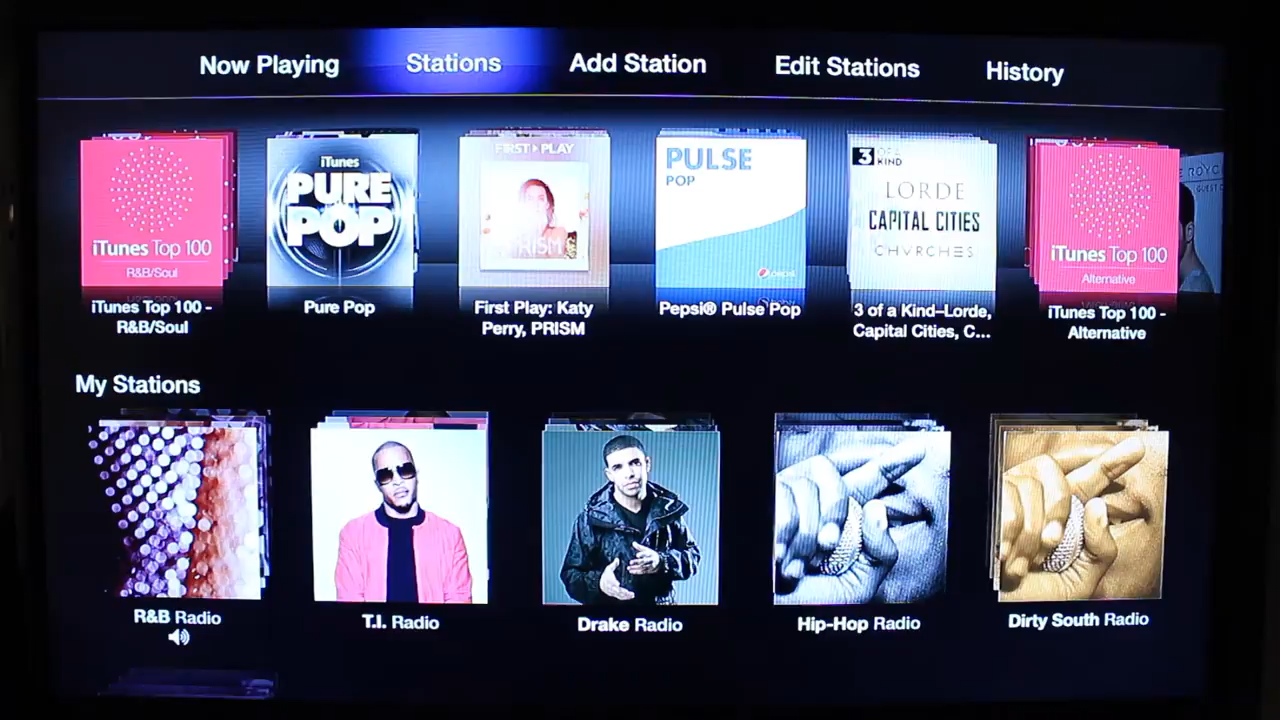 Now Playing
Stations
Add Station
Edit Stations
History
iTunes Top 100
R&B/Soul
iTunes
PURE
POP
FIRST PLAY
PRISM
PULSE
POP
pepsi
3 OF A
KIND
LORDE
CAPITAL CITIES
CHVRCHES
iTunes Top 100
Alternative
iTunes Top 100 -
R&B/Soul
Pure Pop
First Play: Katy
Perry, PRISM
Pepsi® Pulse Pop
3 of a Kind–Lorde,
Capital Cities, C...
iTunes Top 100 -
Alternative
My Stations
R&B Radio
T.I. Radio
Drake Radio
Hip-Hop Radio
Dirty South Radio